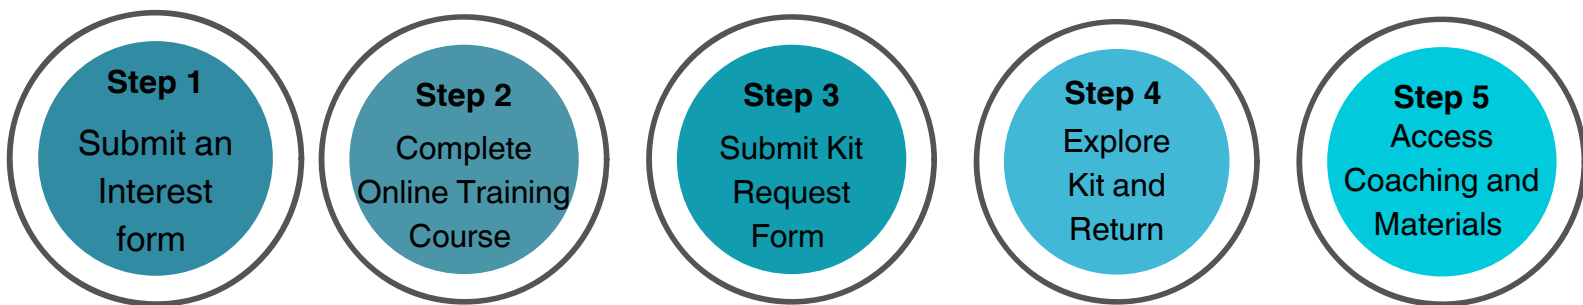 Step 1
Submit an
Interest
form
Step 2
Complete
Online Training
Course
Step 3
Submit Kit
Request
Form
Step 4
Explore
Kit and
Return
Step 5
Access
Coaching and
Materials